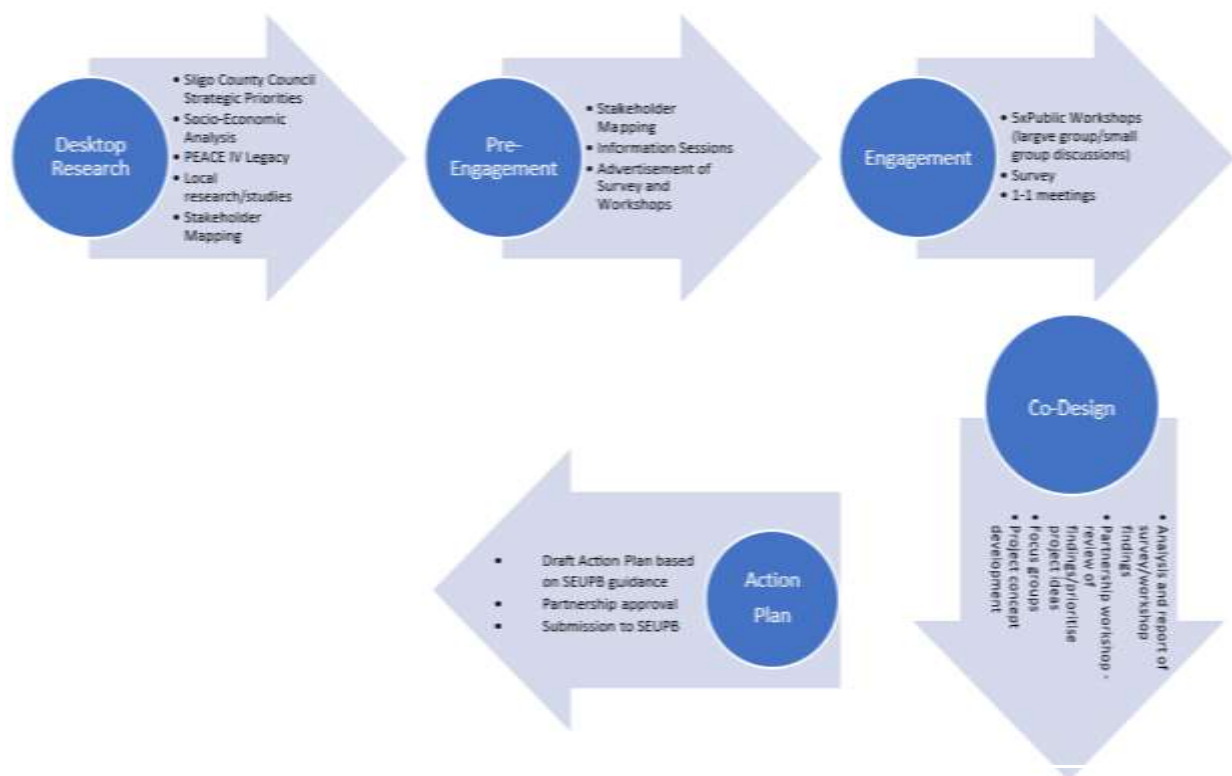 Desktop
Research
• Sligo County Council
Strategic Priorities
• Socio-Economic
Analysis
• PEACE IV Legacy
• Local
research/studies
• Stakeholder
Mapping
Pre-
Engagement
• Stakeholder
Mapping
• Information Sessions
• Advertisement of
Survey and
Workshops
Engagement
• 5xPublic Workshops
(largve group/small
group discussions)
• Survey
• 1-1 meetings
Co-Design
• Analysis and report of
survey/workshop
findings
• Partnership workshop -
review of
findings/prioritise
project ideas
• Focus groups
• Project concept
development
Action
Plan
• Draft Action Plan based
on SEUPB guidance
• Partnership approval
• Submission to SEUPB